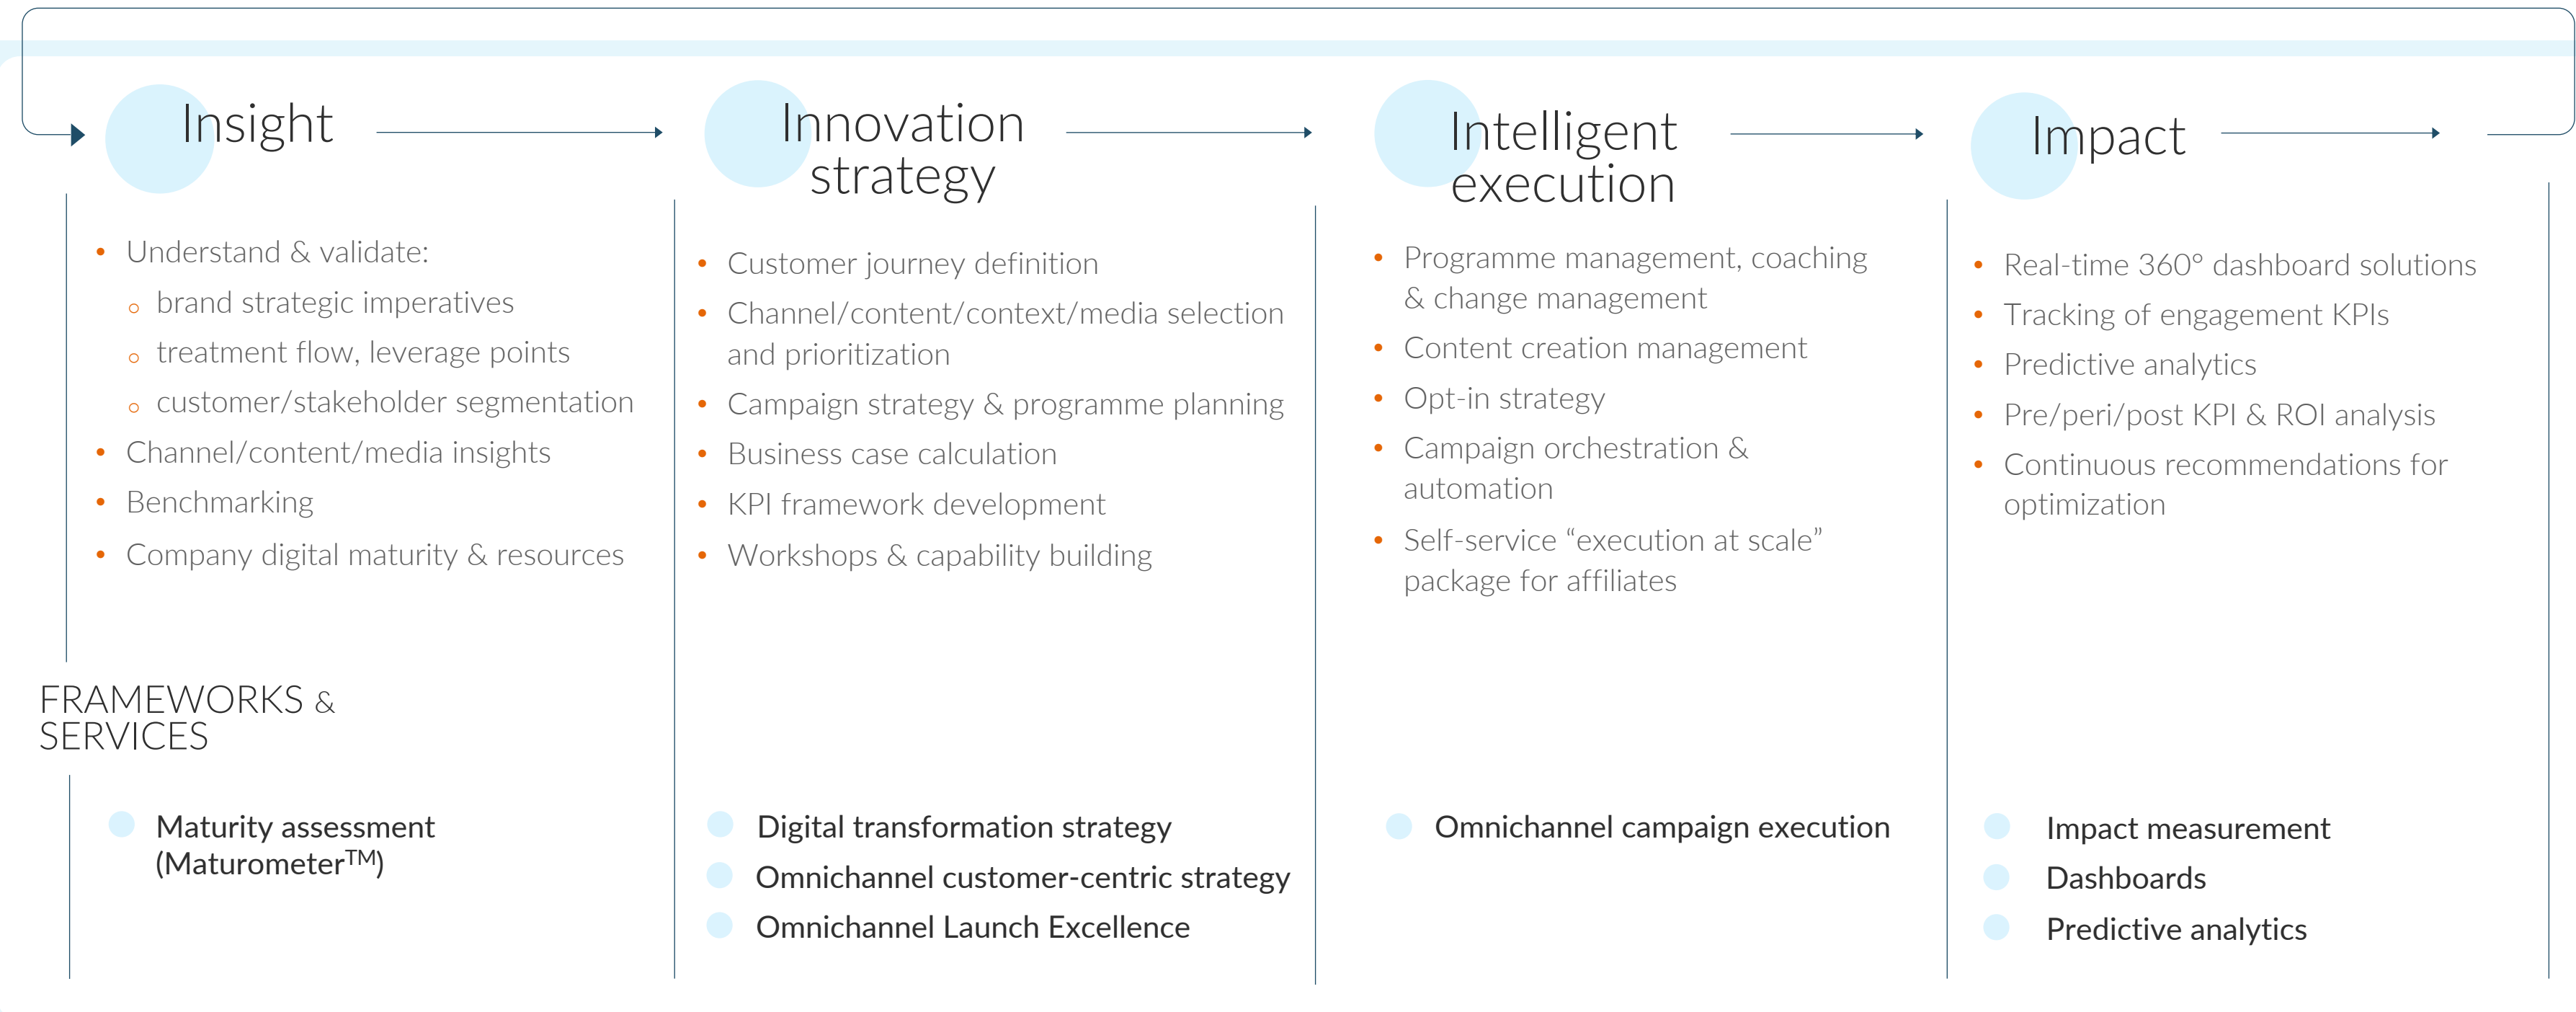 Insight
Understand & validate:
brand strategic imperatives
treatment flow, leverage points
customer/stakeholder segmentation
Channel/content/media insights
Benchmarking
Company digital maturity & resources
Innovation
strategy
Customer journey definition
Channel/content/context/media selection
and prioritization
Campaign strategy & programme planning
Business case calculation
KPI framework development
Workshops & capability building
Intelligent
execution
Programme management, coaching
& change management
Content creation management
Opt-in strategy
Campaign orchestration &
automation
Self-service “execution at scale”
package for affiliates
Impact
Real-time 360° dashboard solutions
Tracking of engagement KPIs
Predictive analytics
Pre/peri/post KPI & ROI analysis
Continuous recommendations for
optimization
FRAMEWORKS &
SERVICES
Maturity assessment
(Maturometer™)
Digital transformation strategy
Omnichannel customer-centric strategy
Omnichannel Launch Excellence
Omnichannel campaign execution
Impact measurement
Dashboards
Predictive analytics